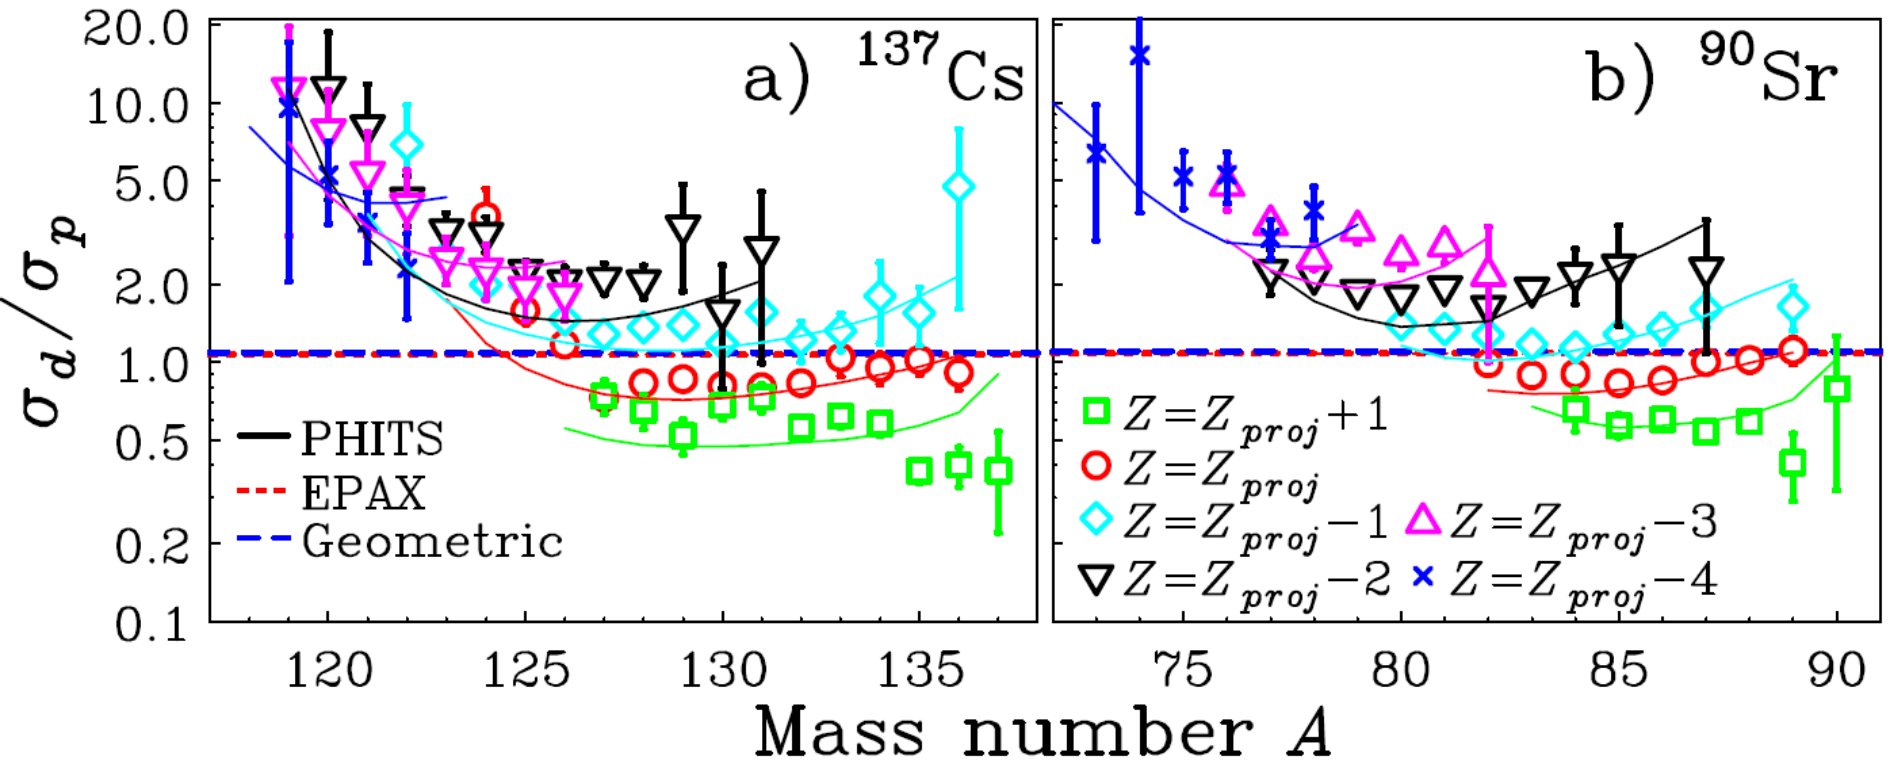 σd/σp
20.0
10.0
5.0
2.0
1.0
0.5
0.2
0.1
a) 137Cs
PHITS
EPAX
Geometric
120 125 130 135
b) 90Sr
Z=Zproj+1
Z=Zproj
Z=Zproj−1 Z=Zproj−3
Z=Zproj−2 Z=Zproj−4
75 80 85 90
Mass number A